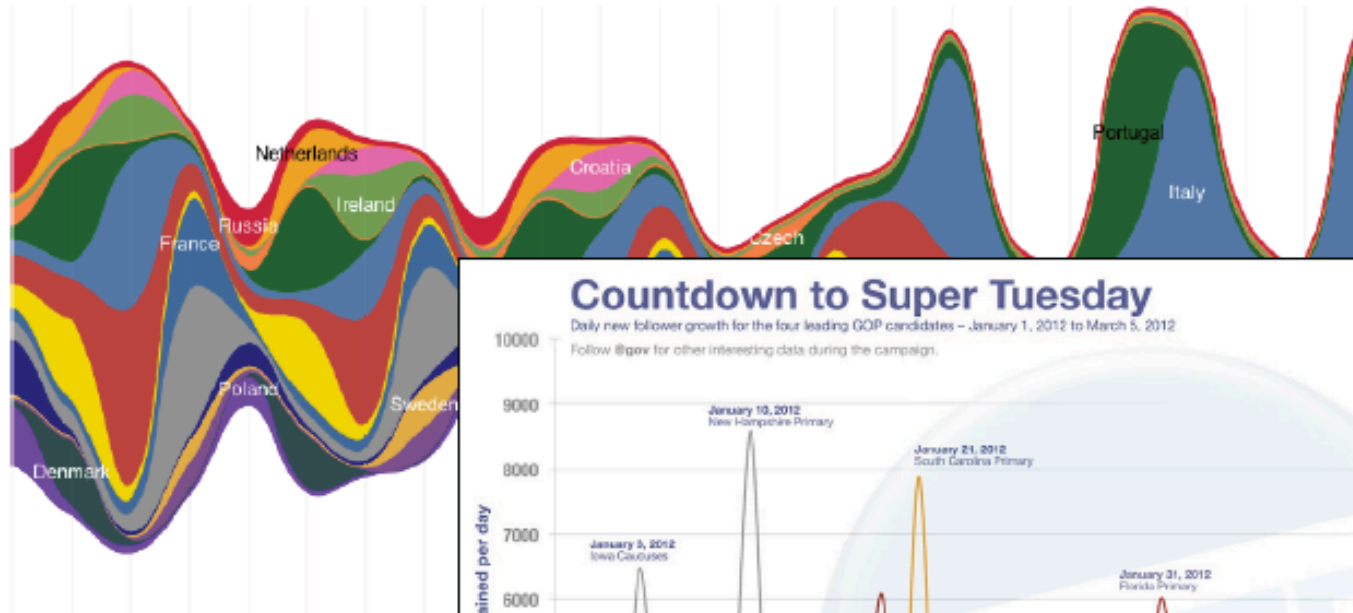 Portugal
Netherlands
Croatia
Italy
Ireland
Russia
Czech
France
Poland
Sweden
Denmark
Countdown to Super Tuesday
Daily new follower growth for the four leading GOP candidates – January 1, 2012 to March 5, 2012
Follow @gov for other interesting data during the campaign.
10000
9000
8000
7000
6000
January 10, 2012
New Hampshire Primary
January 21, 2012
South Carolina Primary
January 3, 2012
Iowa Caucuses
January 31, 2012
Florida Primary
ained per day